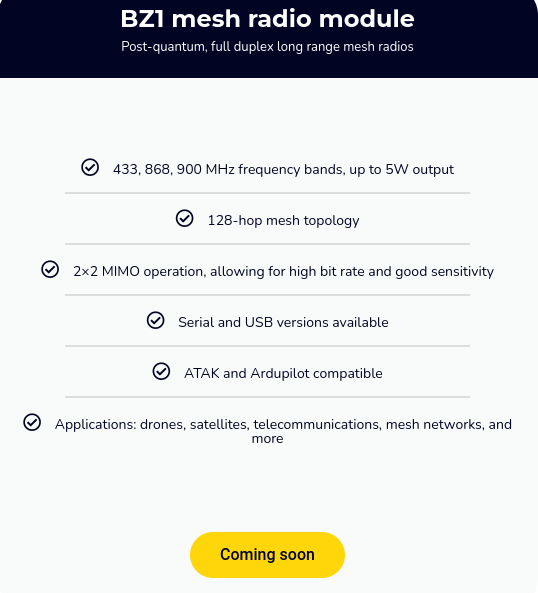 BZ1 mesh radio module
Post-quantum, full duplex long range mesh radios
433, 868, 900 MHz frequency bands, up to 5W output
128-hop mesh topology
2×2 MIMO operation, allowing for high bit rate and good sensitivity
Serial and USB versions available
ATAK and Ardupilot compatible
Applications: drones, satellites, telecommunications, mesh networks, and
more
Coming soon